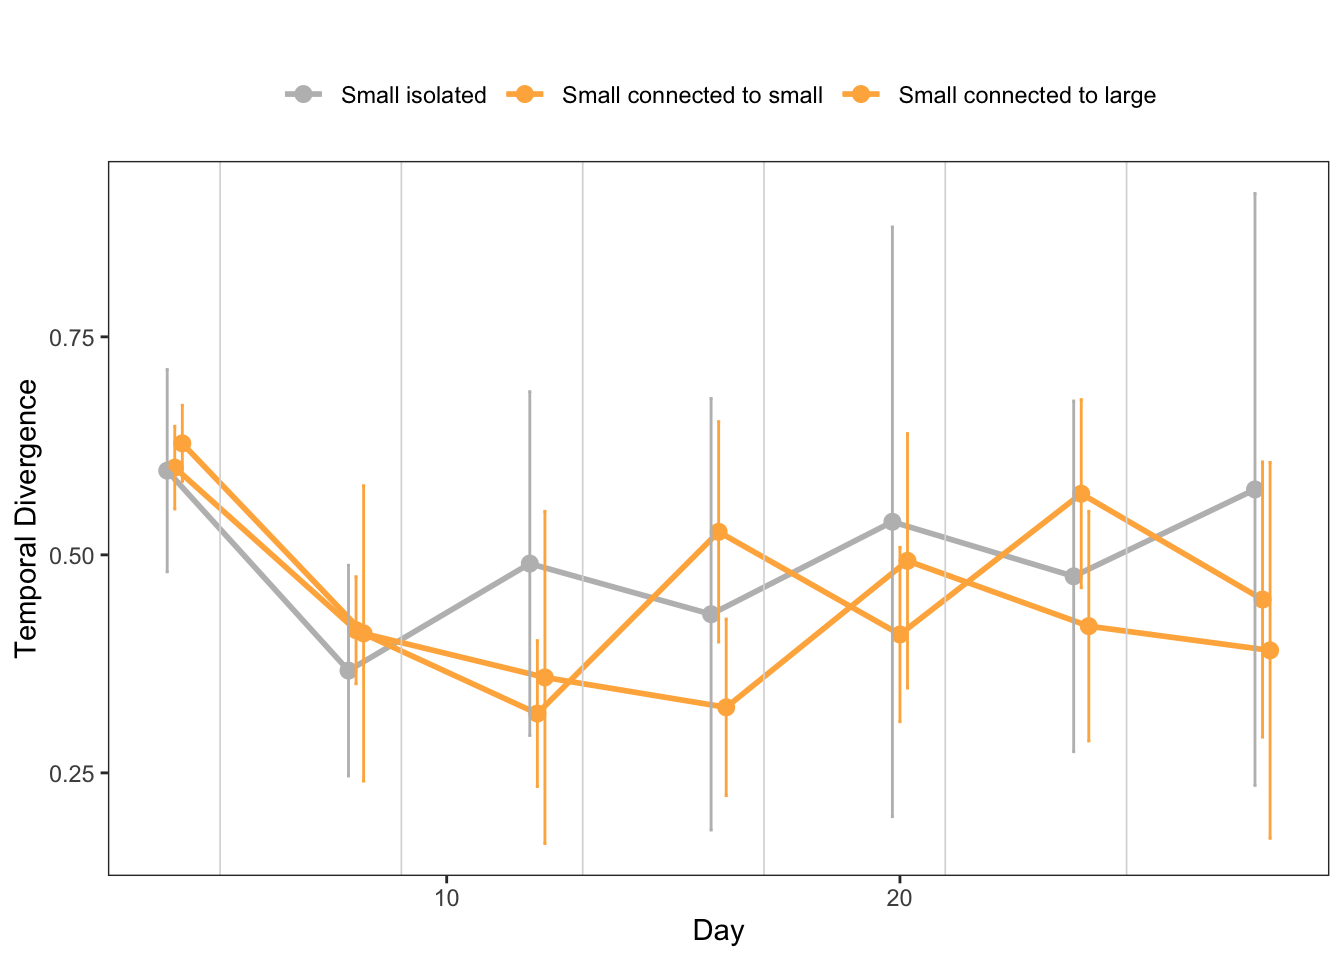 Small isolated Small connected to small Small connected to large
Temporal Divergence
0.75
0.50
0.25
10 20
Day